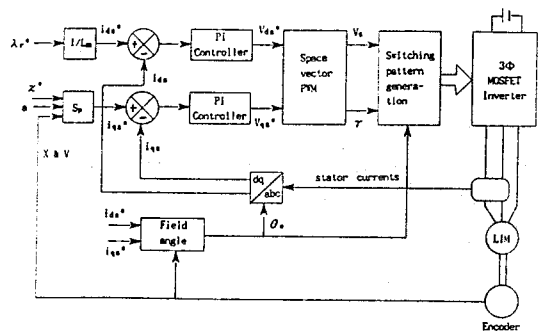 λr* 1/Lm ids* + - PI Controller Vds* Space vector PWM Vs Switching pattern genera- tion 3Φ MOSFET Inverter
ids
x*
a
Sp iqs* + - PI Controller Vqs* τ
iqs
X & V
dq abc stator currents
ids*
iqs*
Field angle θe
LIM
Encoder